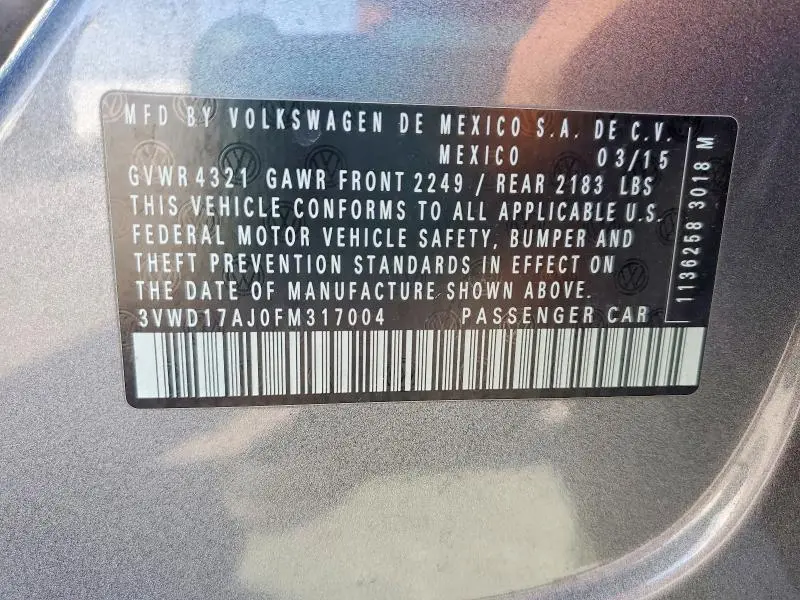 MFD BY VOLKSWAGEN DE MEXICO S.A. DE C.V.
MEXICO 03/15
GVWR 4321 GAWR FRONT 2249 / REAR 2183 LBS
THIS VEHICLE CONFORMS TO ALL APPLICABLE U.S.
FEDERAL MOTOR VEHICLE SAFETY, BUMPER AND
THEFT PREVENTION STANDARDS IN EFFECT ON
THE DATE OF MANUFACTURE SHOWN ABOVE.
3VWD17AJ0FM317004 PASSENGER CAR
1136258 3018 M